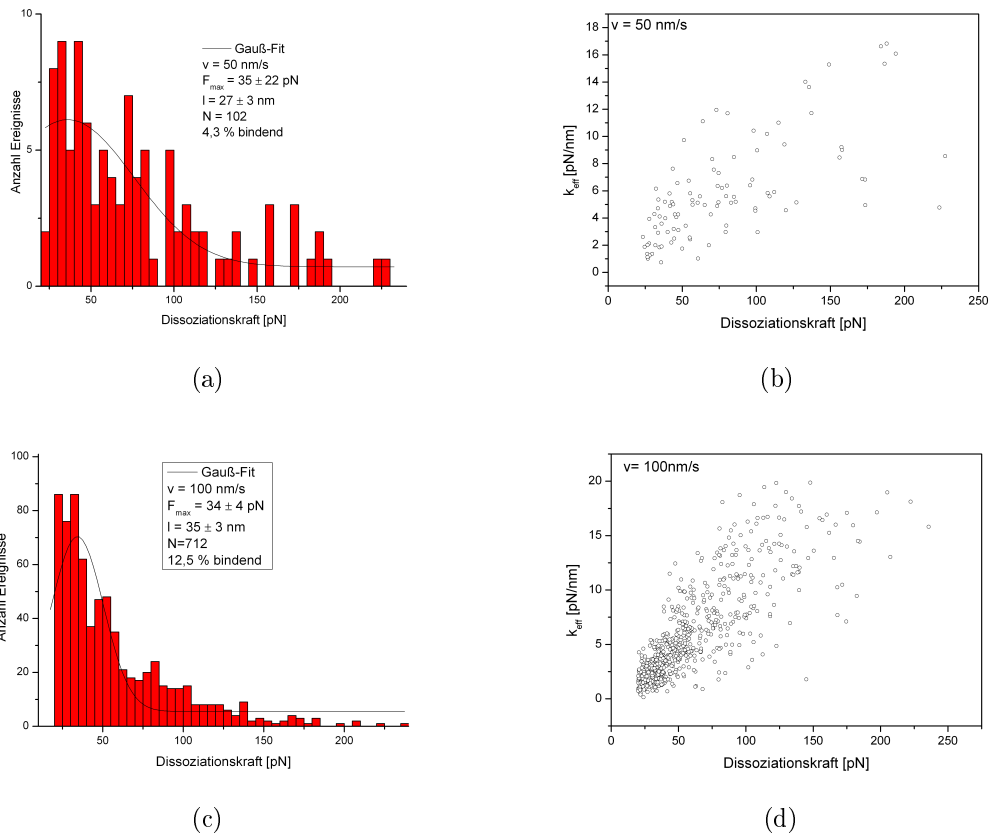 10
5
0
Anzahl Ereignisse
Gauß-Fit
v = 50 nm/s
Fmax = 35 ± 22 pN
l = 27 ± 3 nm
N = 102
4,3 % bindend
50 100 150 200
Dissoziationskraft [pN]
(a)
v = 50 nm/s
18
16
14
12
10
8
6
4
2
0
keff [pN/nm]
0 50 100 150 200 250
Dissoziationskraft [pN]
(b)
100
80
60
40
20
0
Anzahl Ereignisse
Gauß-Fit
v = 100 nm/s
Fmax = 34 ± 4 pN
l = 35 ± 3 nm
N=712
12,5 % bindend
50 100 150 200
Dissoziationskraft [pN]
(c)
v= 100nm/s
20
15
10
5
0
keff [pN/nm]
0 50 100 150 200 250
Dissoziationskraft [pN]
(d)